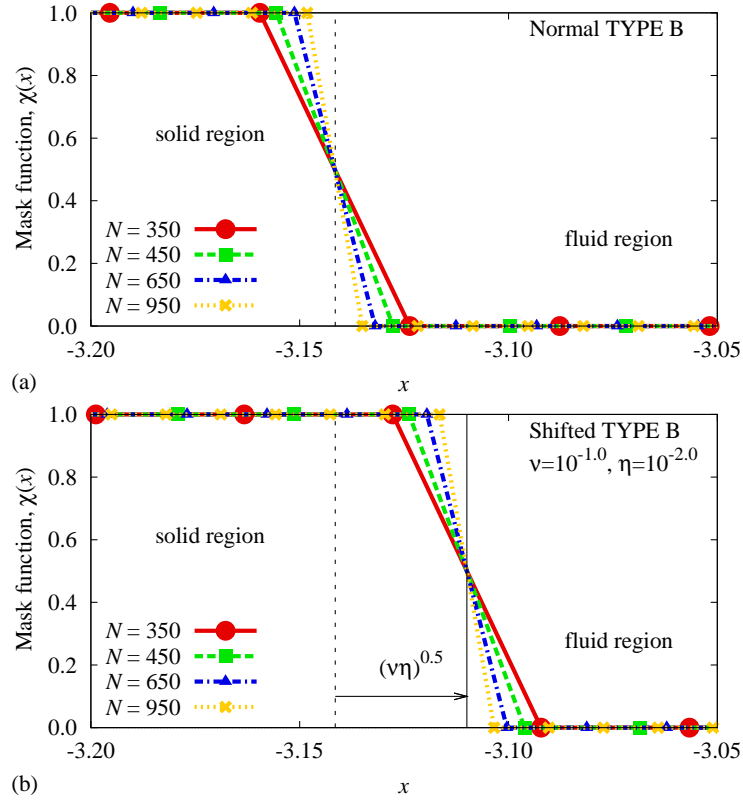 Normal TYPE B
Mask function, χ(x)
1.0
0.8
0.6
0.4
0.2
0.0
solid region
fluid region
N = 350
N = 450
N = 650
N = 950
-3.20
-3.15
-3.10
-3.05
x
(a)
Shifted TYPE B
ν=10^-1.0, η=10^-2.0
Mask function, χ(x)
1.0
0.8
0.6
0.4
0.2
0.0
solid region
fluid region
(νη)^0.5
N = 350
N = 450
N = 650
N = 950
-3.20
-3.15
-3.10
-3.05
x
(b)